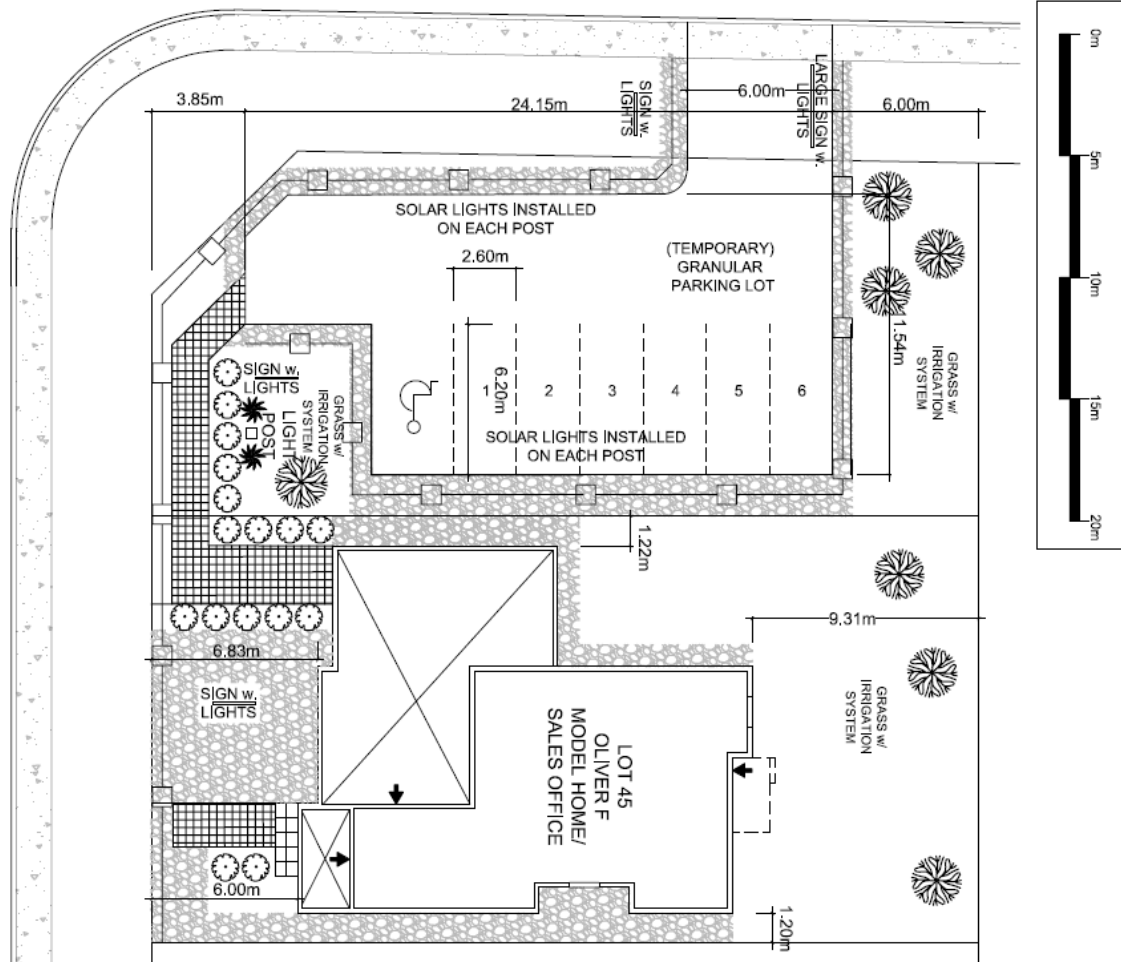 0m
5m
10m
15m
20m
3.85m
24.15m
6.00m
6.00m
SIGN w.
LIGHTS
LARGE SIGN w.
LIGHTS
SOLAR LIGHTS INSTALLED
ON EACH POST
(TEMPORARY)
GRANULAR
PARKING LOT
2.60m
6.20m
1.54m
1
2
3
4
5
6
SOLAR LIGHTS INSTALLED
ON EACH POST
GRASS w/
IRRIGATION
SYSTEM
SIGN w.
LIGHTS
LIGHT
POST
GRASS w/
IRRIGATION
SYSTEM
1.22m
9.31m
6.83m
SIGN w.
LIGHTS
LOT 45
OLIVER F
MODEL HOME/
SALES OFFICE
GRASS w/
IRRIGATION
SYSTEM
6.00m
1.20m